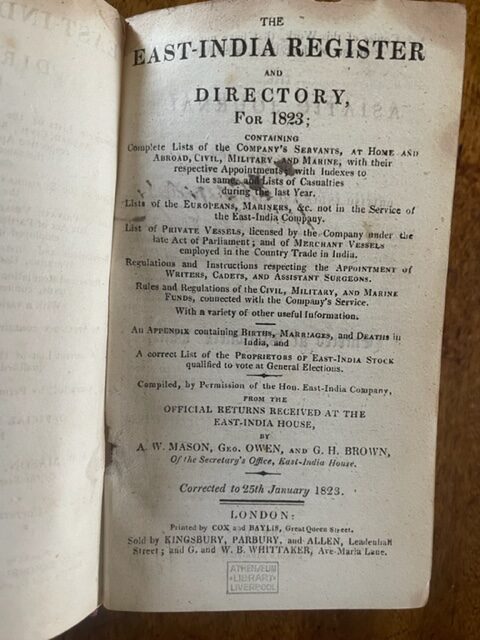 THE
EAST-INDIA REGISTER
AND
DIRECTORY,
FOR 1823;
CONTAINING
Complete Lists of the COMPANY'S SERVANTS, AT HOME AND
ABROAD, CIVIL, MILITARY, AND MARINE, with their
respective Appointments; with Indexes to
the same, and Lists of Casualties
during the last Year.
Lists of the EUROPEANS, MARINERS, &c. not in the Service of
the East-India Company.
List of PRIVATE VESSELS, licensed by the Company under the
late Act of Parliament; and of MERCHANT VESSELS
employed in the Country Trade in India.
Regulations and Instructions respecting the APPOINTMENT of
WRITERS, CADETS, AND ASSISTANT SURGEONS.
Rules and Regulations of the CIVIL, MILITARY, AND MARINE
FUNDS, connected with the Company's Service.
With a variety of other useful Information.
An APPENDIX containing BIRTHS, MARRIAGES, and DEATHS in
India, and
A correct List of the PROPRIETORS OF EAST-INDIA STOCK
qualified to vote at General Elections.
Compiled, by Permission of the Hon. East-India Company,
FROM THE
OFFICIAL RETURNS RECEIVED AT THE
EAST-INDIA HOUSE,
BY
A. W. MASON, GEO. OWEN, AND G. H. BROWN,
Of the Secretary's Office, East-India House.
Corrected to 25th January 1823.
LONDON:
Printed by COX and BAYLIS, Great Queen Street.
Sold by KINGSBURY, PARBURY, and ALLEN, Leadenhall
Street; and G. and W. B. WHITTAKER, Ave-Maria Lane.
ATHENÆUM
LIBRARY
LIVERPOOL